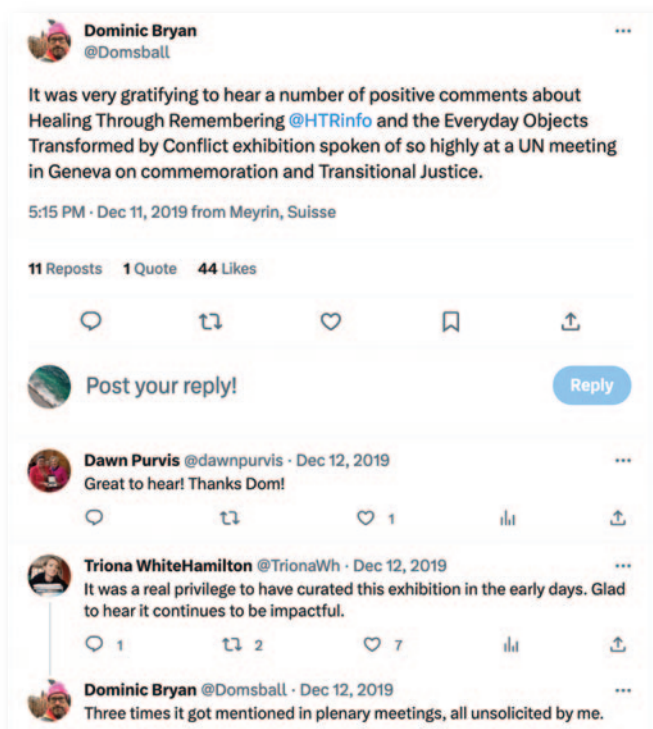 Dominic Bryan
@Domsball
It was very gratifying to hear a number of positive comments about
Healing Through Remembering @HTRinfo and the Everyday Objects
Transformed by Conflict exhibition spoken of so highly at a UN meeting
in Geneva on commemoration and Transitional Justice.
5:15 PM · Dec 11, 2019 from Meyrin, Suisse
11 Reposts 1 Quote 44 Likes
Post your reply!
Reply
Dawn Purvis @dawnpurvis · Dec 12, 2019
Great to hear! Thanks Dom!
1
Triona WhiteHamilton @TrionaWh · Dec 12, 2019
It was a real privilege to have curated this exhibition in the early days. Glad
to hear it continues to be impactful.
1 2 7
Dominic Bryan @Domsball · Dec 12, 2019
Three times it got mentioned in plenary meetings, all unsolicited by me.